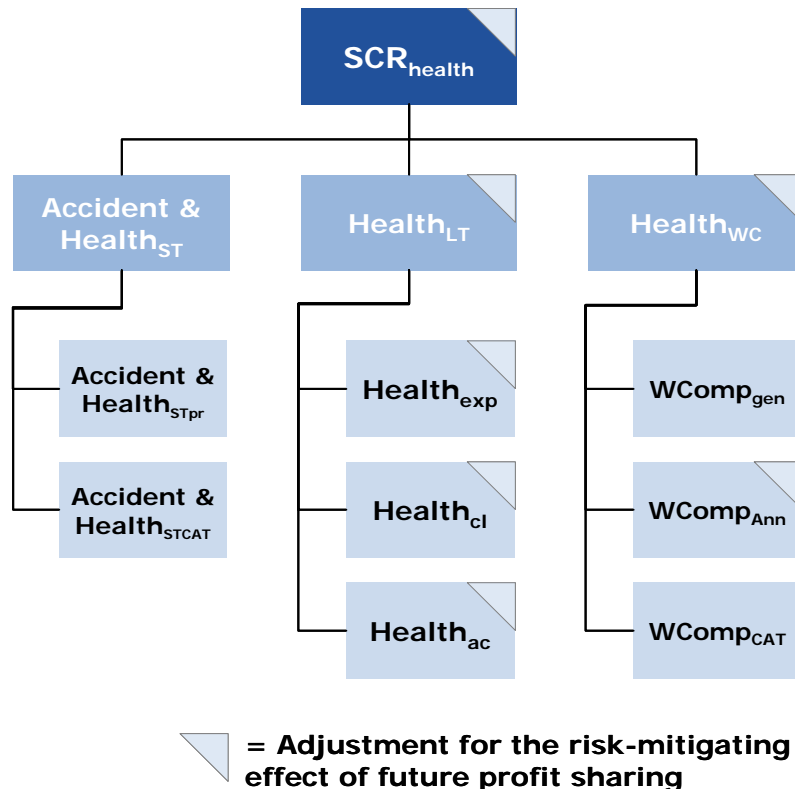 SCRhealth
Accident &
HealthST
HealthLT
HealthWC
Accident &
HealthSTpr
Healthexp
WCompgen
Accident &
HealthSTCAT
Healthcl
WCompAnn
Healthac
WCompCAT
= Adjustment for the risk-mitigating
effect of future profit sharing